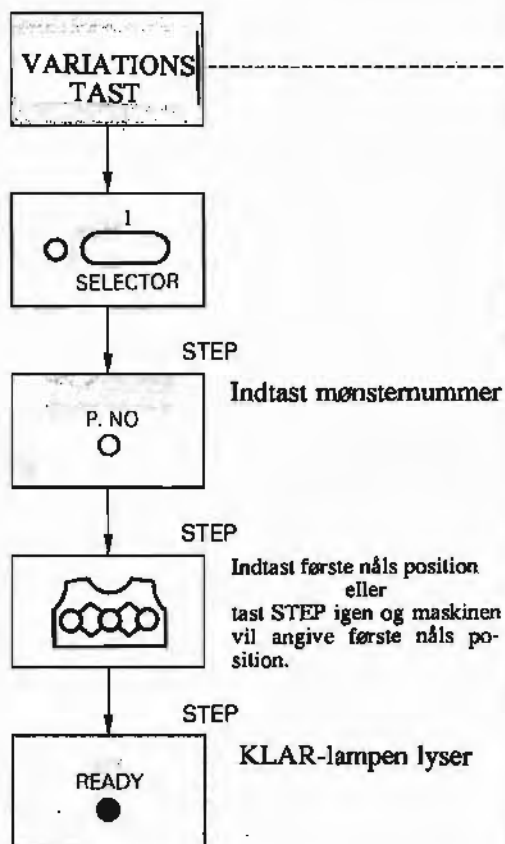 VARIATIONS
TAST
1
SELECTOR
STEP
P. NO
Indtast mønsternummer
STEP
Indtast første nåls position
eller
tast STEP igen og maskinen
vil angive første nåls po-
sition.
STEP
READY
KLAR-lampen lyser